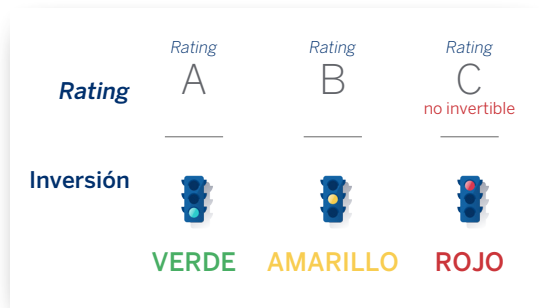 Rating Rating Rating
Rating A B C
no invertible
Inversión
VERDE AMARILLO ROJO